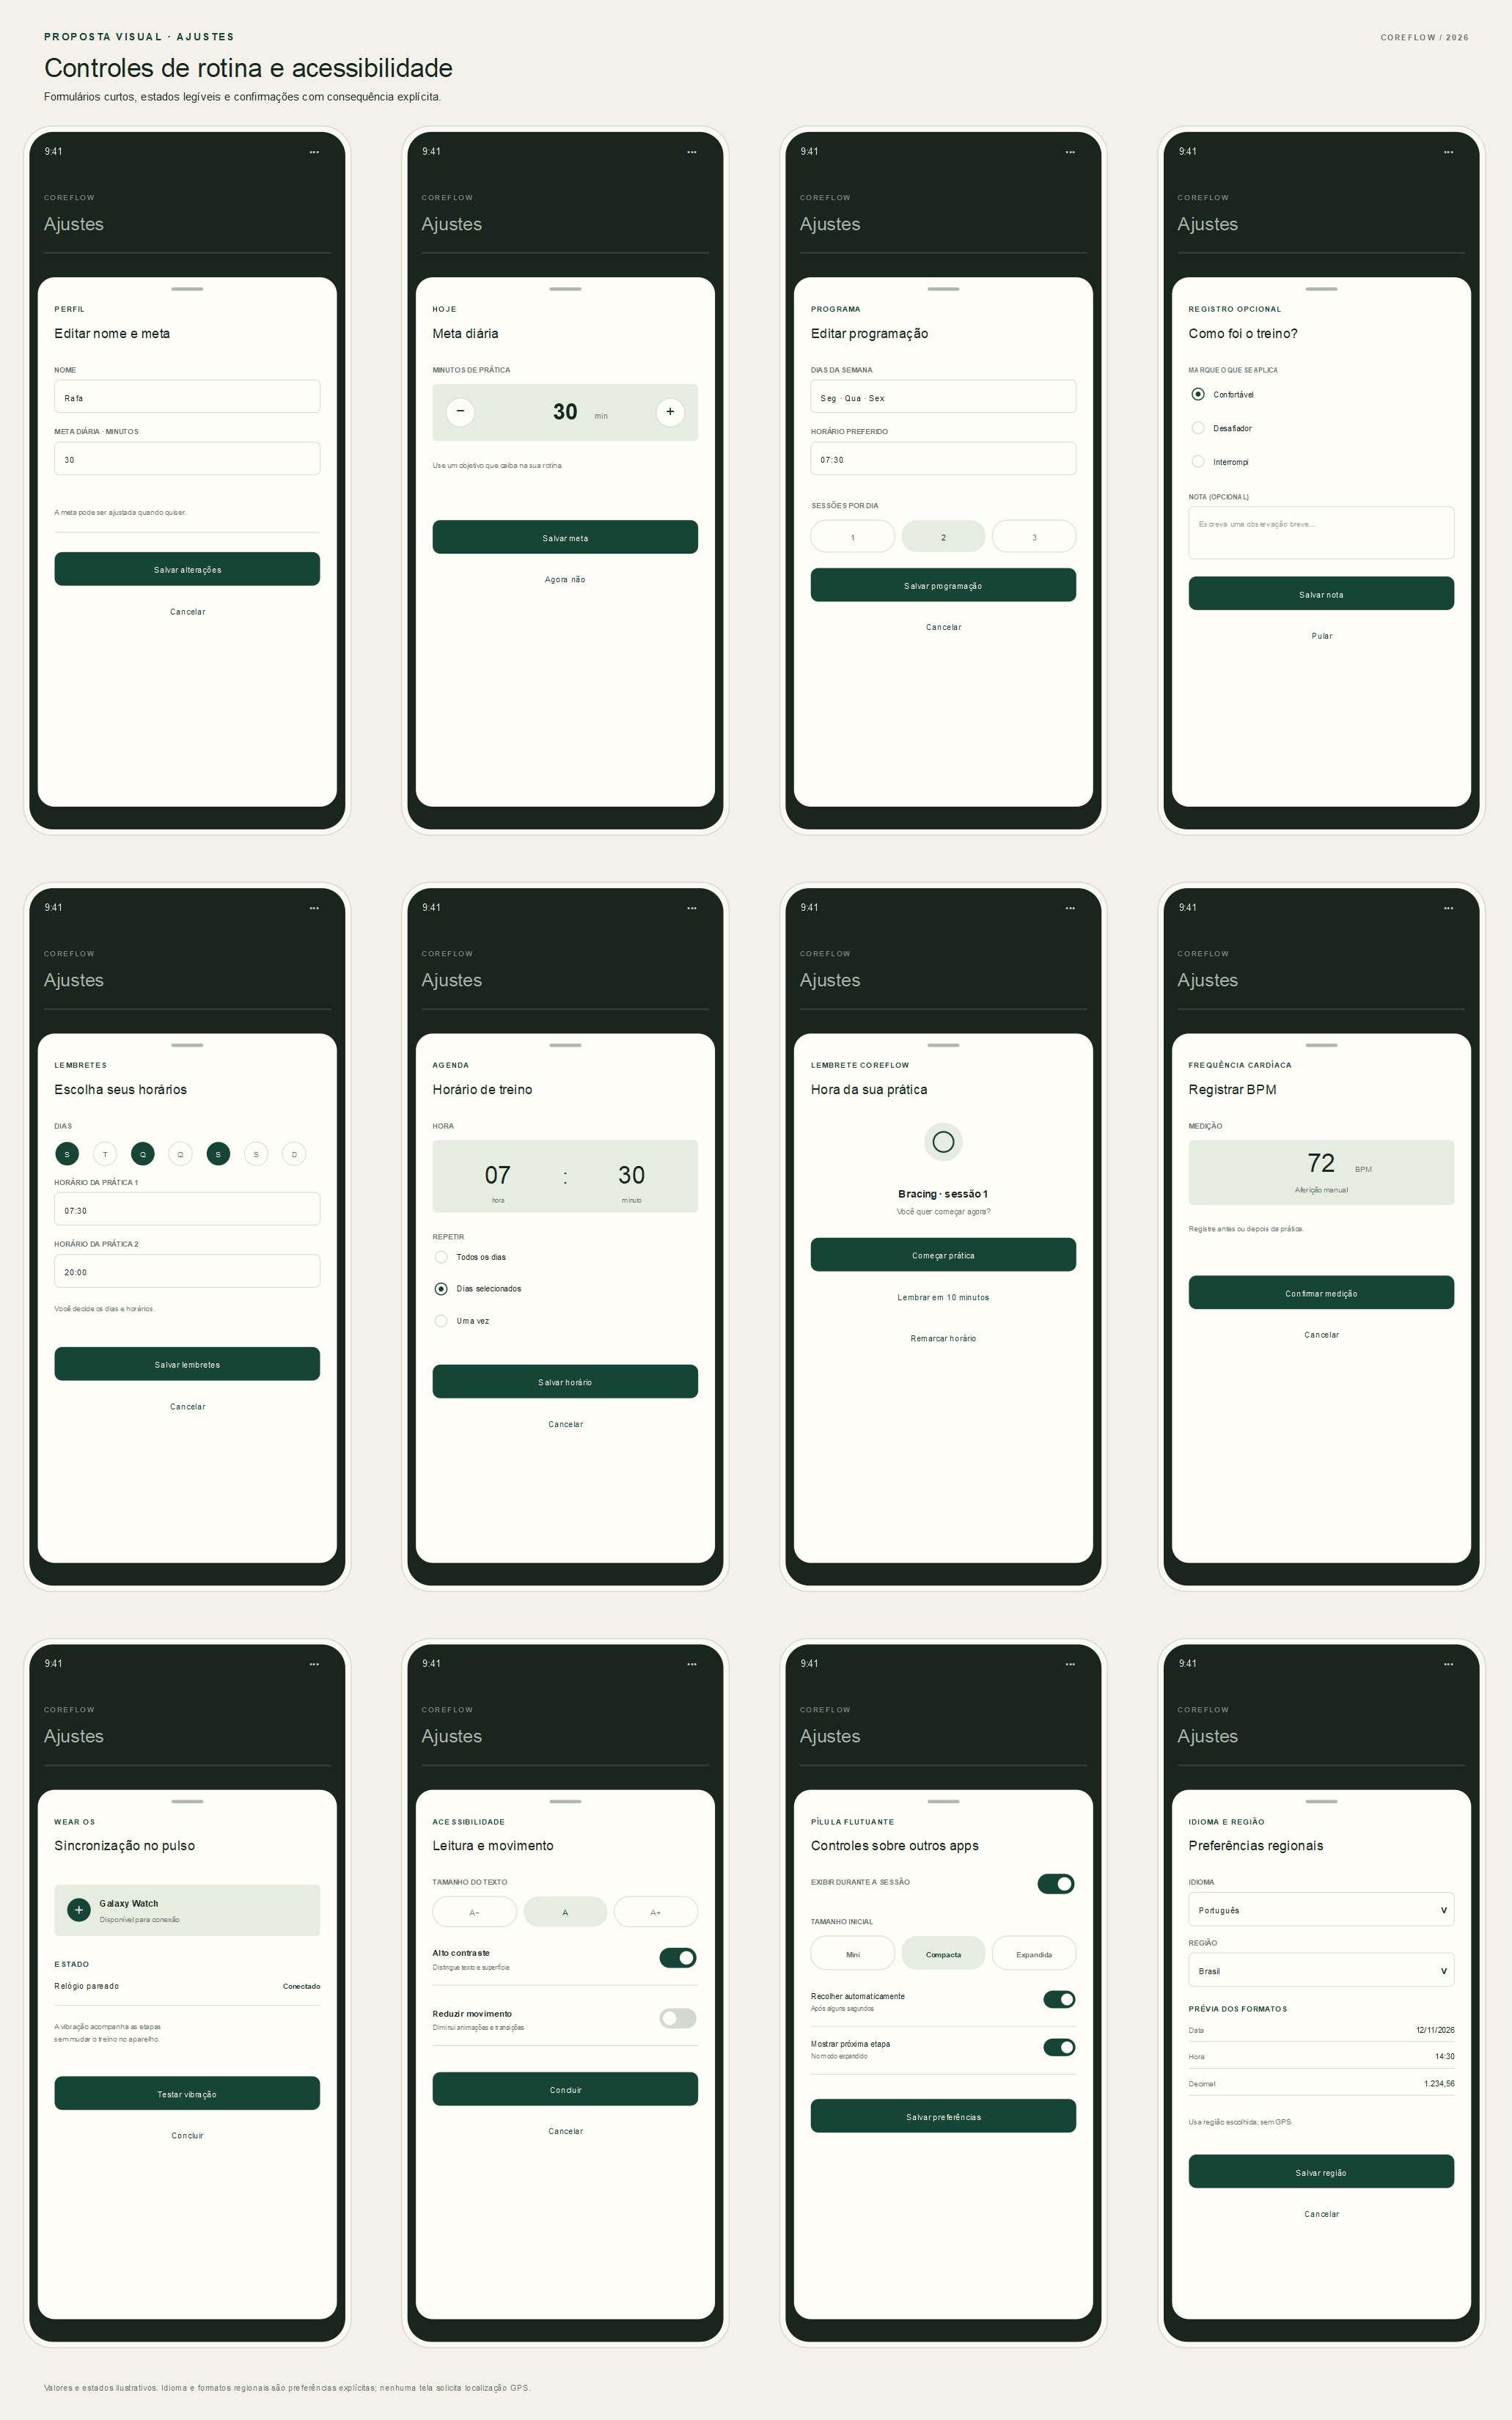 PROPOSTA VISUAL · AJUSTES
COREFLOW / 2026
Controles de rotina e acessibilidade
Formulários curtos, estados legíveis e confirmações com consequência explícita.
9:41
COREFLOW
Ajustes
PERFIL
Editar nome e meta
NOME
Rafa
META DIÁRIA · MINUTOS
30
A meta pode ser ajustada quando quiser.
Salvar alterações
Cancelar
9:41
COREFLOW
Ajustes
HOJE
Meta diária
MINUTOS DE PRÁTICA
− 30 min +
Use um objetivo que caiba na sua rotina.
Salvar meta
Agora não
9:41
COREFLOW
Ajustes
PROGRAMA
Editar programação
DIAS DA SEMANA
Seg · Qua · Sex
HORÁRIO PREFERIDO
07:30
SESSÕES POR DIA
1 2 3
Salvar programação
Cancelar
9:41
COREFLOW
Ajustes
REGISTRO OPCIONAL
Como foi o treino?
MARQUE O QUE SE APLICA
Confortável
Desafiador
Interrompi
NOTA (OPCIONAL)
Escreva uma observação breve...
Salvar nota
Pular
9:41
COREFLOW
Ajustes
LEMBRETES
Escolha seus horários
DIAS
S T Q Q S S D
HORÁRIO DA PRÁTICA 1
07:30
HORÁRIO DA PRÁTICA 2
20:00
Você decide os dias e horários.
Salvar lembretes
Cancelar
9:41
COREFLOW
Ajustes
AGENDA
Horário de treino
HORA
07 : 30
hora minuto
REPETIR
Todos os dias
Dias selecionados
Uma vez
Salvar horário
Cancelar
9:41
COREFLOW
Ajustes
LEMBRETE COREFLOW
Hora da sua prática
Bracing · sessão 1
Você quer começar agora?
Começar prática
Lembrar em 10 minutos
Remarcar horário
9:41
COREFLOW
Ajustes
FREQUÊNCIA CARDÍACA
Registrar BPM
MEDIÇÃO
72 BPM
Aferição manual
Registre antes ou depois da prática.
Confirmar medição
Cancelar
9:41
COREFLOW
Ajustes
WEAR OS
Sincronização no pulso
+ Galaxy Watch
Disponível para conexão
ESTADO
Relógio pareado Conectado
A vibração acompanha as etapas
sem mudar o treino no aparelho.
Testar vibração
Concluir
9:41
COREFLOW
Ajustes
ACESSIBILIDADE
Leitura e movimento
TAMANHO DO TEXTO
A− A A+
Alto contraste
Distingue texto e superfície
Reduzir movimento
Diminui animações e transições
Concluir
Cancelar
9:41
COREFLOW
Ajustes
PÍLULA FLUTUANTE
Controles sobre outros apps
EXIBIR DURANTE A SESSÃO
TAMANHO INICIAL
Mini Compacta Expandida
Recolher automaticamente
Após alguns segundos
Mostrar próxima etapa
No modo expandido
Salvar preferências
9:41
COREFLOW
Ajustes
IDIOMA E REGIÃO
Preferências regionais
IDIOMA
Português
REGIÃO
Brasil
PRÉVIA DOS FORMATOS
Data 12/11/2026
Hora 14:30
Decimal 1.234,56
Usa região escolhida; sem GPS.
Salvar região
Cancelar
Valores e estados ilustrativos. Idioma e formatos regionais são preferências explícitas; nenhuma tela solicita localização GPS.